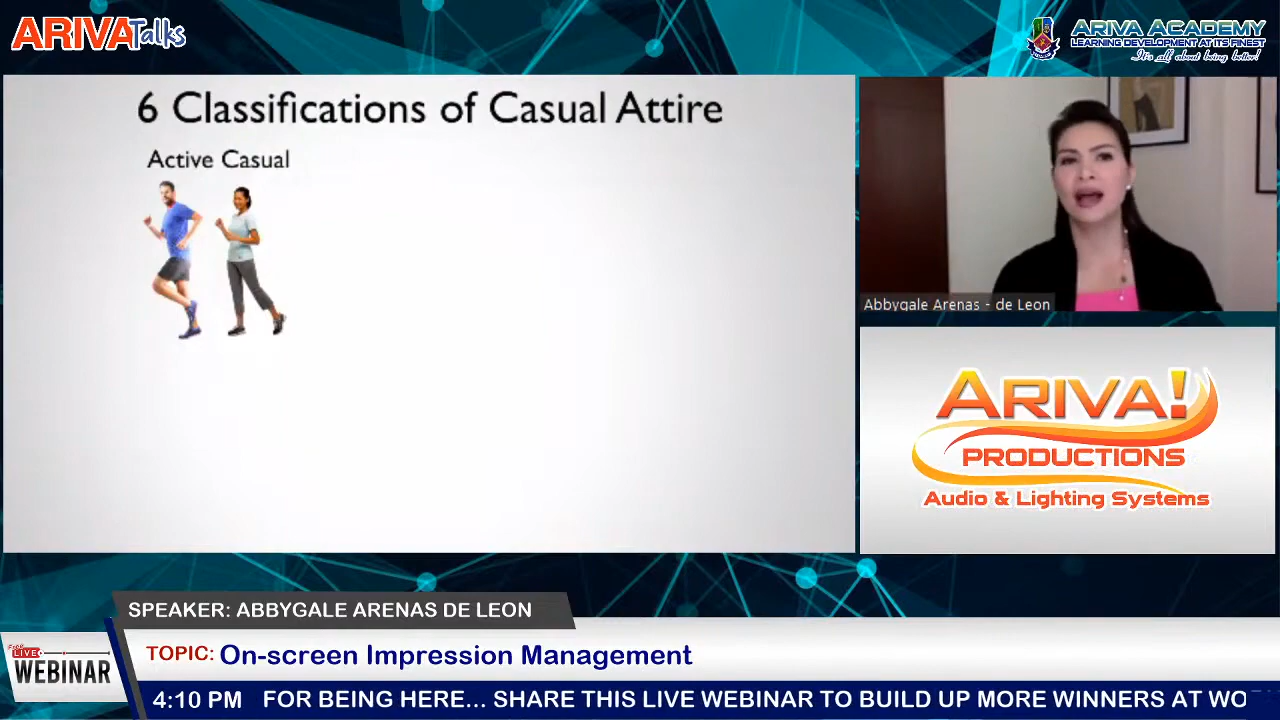 ARIVATalks
ARIVA ACADEMY
LEARNING DEVELOPMENT AT ITS FINEST
It's all about being better!
6 Classifications of Casual Attire
Active Casual
Abbygale Arenas - de Leon
ARIVA!
PRODUCTIONS
Audio & Lighting Systems
SPEAKER: ABBYGALE ARENAS DE LEON
Free LIVE
WEBINAR
TOPIC: On-screen Impression Management
4:10 PM FOR BEING HERE... SHARE THIS LIVE WEBINAR TO BUILD UP MORE WINNERS AT WO